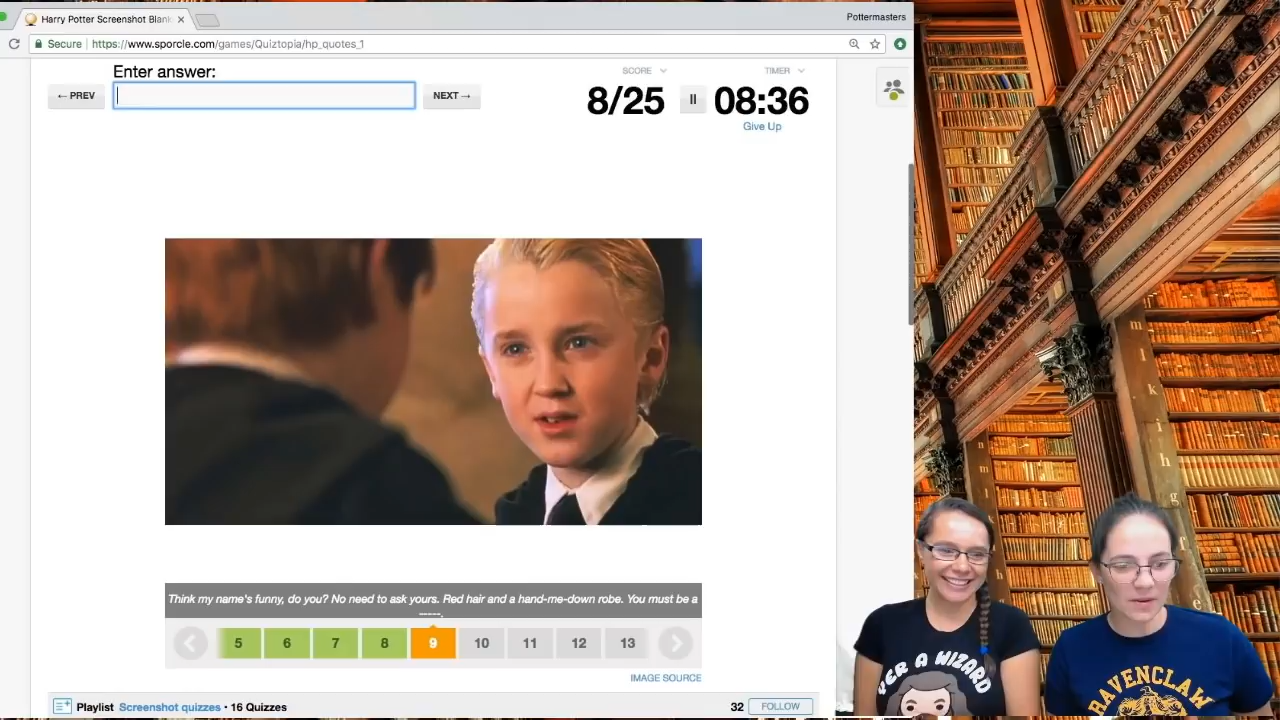 Harry Potter Screenshot Blank
Pottermasters
Secure
https://www.sporcle.com/games/Quiztopia/hp_quotes_1
Enter answer:
← PREV
NEXT →
SCORE
TIMER
8/25
08:36
Give Up
Think my name's funny, do you? No need to ask yours. Red hair and a hand-me-down robe. You must be a
-----.
5
6
7
8
9
10
11
12
13
IMAGE SOURCE
Playlist Screenshot quizzes • 16 Quizzes
32
FOLLOW
YER A WIZARD
RAVENCLAW
m
l
k
i
h
g
f